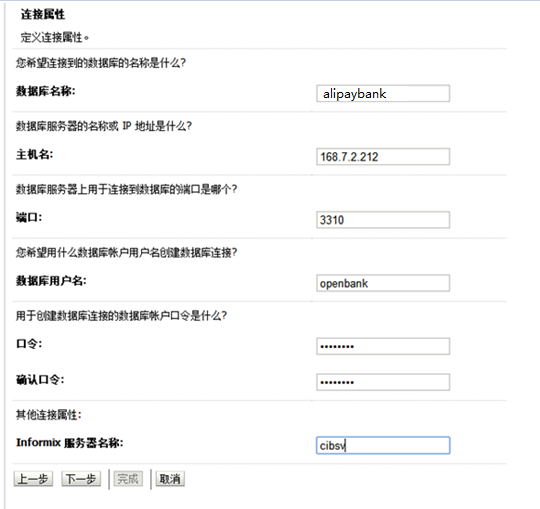 连接属性
定义连接属性。
您希望连接到的数据库的名称是什么?
数据库名称: alipaybank
数据库服务器的名称或 IP 地址是什么?
主机名: 168.7.2.212
数据库服务器上用于连接到数据库的端口是哪个?
端口: 3310
您希望用什么数据库帐户用户名创建数据库连接?
数据库用户名: openbank
用于创建数据库连接的数据库帐户口令是什么?
口令: ••••••••
确认口令: ••••••••
其他连接属性:
Informix 服务器名称: cibsv
上一步 下一步 完成 取消